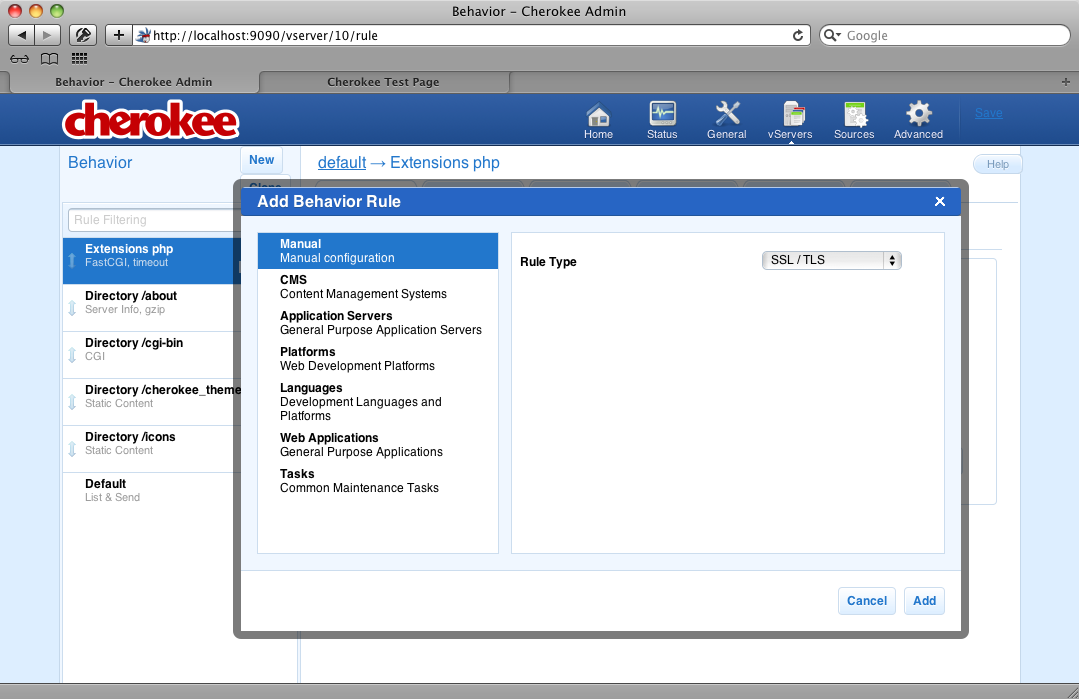 Behavior – Cherokee Admin
http://localhost:9090/vserver/10/rule
Google
Behavior – Cherokee Admin
Cherokee Test Page
cherokee
Home
Status
General
vServers
Sources
Advanced
Save
Behavior
New
default → Extensions php
Help
Clone
Add Behavior Rule
Rule Filtering
Extensions php
FastCGI, timeout
Directory /about
Server Info, gzip
Directory /cgi-bin
CGI
Directory /cherokee_theme
Static Content
Directory /icons
Static Content
Default
List & Send
Manual
Manual configuration
CMS
Content Management Systems
Application Servers
General Purpose Application Servers
Platforms
Web Development Platforms
Languages
Development Languages and
Platforms
Web Applications
General Purpose Applications
Tasks
Common Maintenance Tasks
Rule Type
SSL / TLS
Cancel
Add